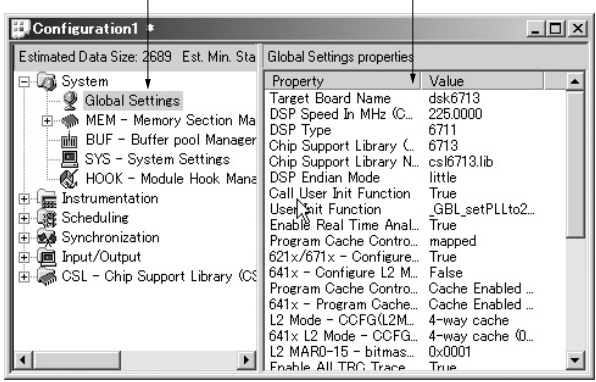 Configuration1 *
Estimated Data Size: 2689 Est. Min. Sta
Global Settings properties
System
Global Settings
MEM - Memory Section Ma
BUF - Buffer pool Manager
SYS - System Settings
HOOK - Module Hook Mana
Instrumentation
Scheduling
Synchronization
Input/Output
CSL - Chip Support Library (CS
Property Value
Target Board Name dsk6713
DSP Speed In MHz (C... 225.0000
DSP Type 6711
Chip Support Library (... 6713
Chip Support Library N... csl6713.lib
DSP Endian Mode little
Call User Init Function True
User Init Function _GBL_setPLLto2...
Enable Real Time Anal... True
Program Cache Contro... mapped
621x/671x - Configure... True
641x - Configure L2 M... False
Program Cache Contro... Cache Enabled ...
641x - Program Cache... Cache Enabled ...
L2 Mode - CCFG(L2M... 4-way cache
641x L2 Mode - CCFG... 4-way cache (0...
L2 MAR0-15 - bitmas... 0x0001
Enable All TRC Trace... True